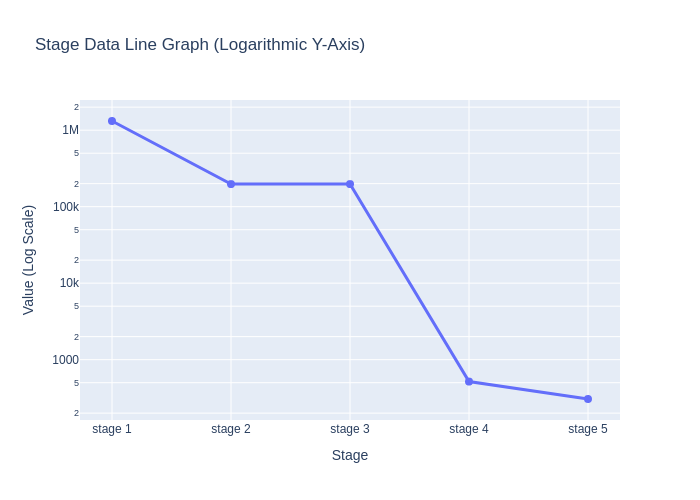 Stage Data Line Graph (Logarithmic Y-Axis)
2
1M
5
2
100k
5
2
10k
5
2
1000
5
2
Value (Log Scale)
stage 1
stage 2
stage 3
stage 4
stage 5
Stage